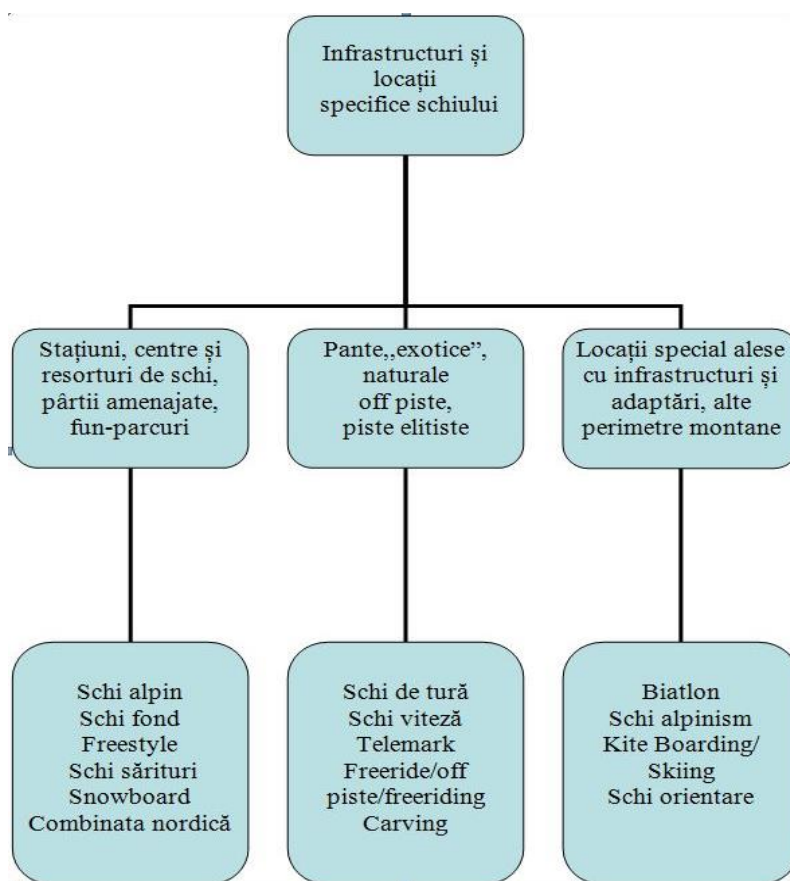 Infrastructuri și
locații
specifice schiului
Stațiuni, centre și
resorturi de schi,
pârtii amenajate,
fun-parcuri
Pante,,exotice”,
naturale
off piste,
piste elitiste
Locații special alese
cu infrastructuri și
adaptări, alte
perimetre montane
Schi alpin
Schi fond
Freestyle
Schi sărituri
Snowboard
Combinata nordică
Schi de tură
Schi viteză
Telemark
Freeride/off
piste/freeriding
Carving
Biatlon
Schi alpinism
Kite Boarding/
Skiing
Schi orientare